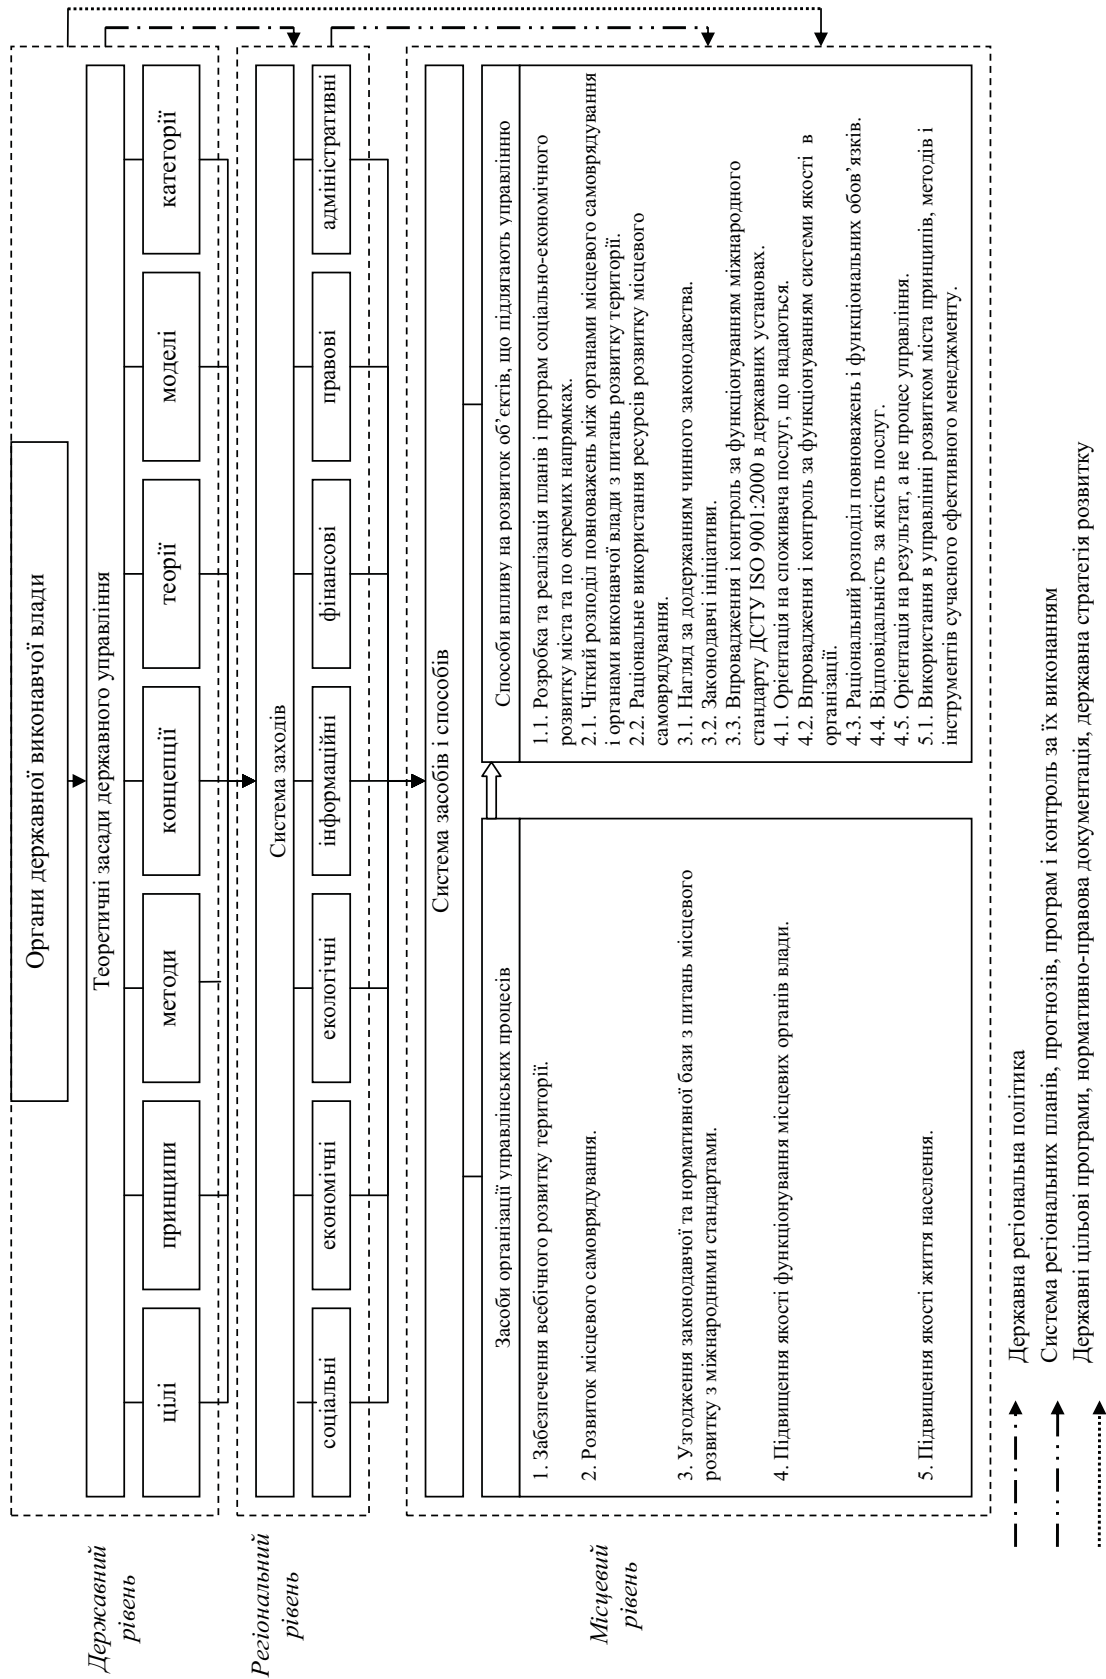 Державний
рівень
Органи державної виконавчої влади
Теоретичні засади державного управління
цілі
принципи
методи
концепції
теорії
моделі
категорії
Регіональний
рівень
Система заходів
соціальні
економічні
екологічні
інформаційні
фінансові
правові
адміністративні
Місцевий
рівень
Система засобів і способів
Засоби організації управлінських процесів
1. Забезпечення всебічного розвитку території.
2. Розвиток місцевого самоврядування.
3. Узгодження законодавчої та нормативної бази з питань місцевого
розвитку з міжнародними стандартами.
4. Підвищення якості функціонування місцевих органів влади.
5. Підвищення якості життя населення.
Способи впливу на розвиток об’єктів, що підлягають управлінню
1.1. Розробка та реалізація планів і програм соціально-економічного
розвитку міста та по окремих напрямках.
2.1. Чіткий розподіл повноважень між органами місцевого самоврядування
і органами виконавчої влади з питань розвитку території.
2.2. Раціональне використання ресурсів розвитку місцевого
самоврядування.
3.1. Нагляд за додержанням чинного законодавства.
3.2. Законодавчі ініціативи.
3.3. Впровадження і контроль за функціонуванням міжнародного
стандарту ДСТУ ISO 9001:2000 в державних установах.
4.1. Орієнтація на споживача послуг, що надаються.
4.2. Впровадження і контроль за функціонуванням системи якості в
організації.
4.3. Раціональний розподіл повноважень і функціональних обов’язків.
4.4. Відповідальність за якість послуг.
4.5. Орієнтація на результат, а не процес управління.
5.1. Використання в управлінні розвитком міста принципів, методів і
інструментів сучасного ефективного менеджменту.
Державна регіональна політика
Система регіональних планів, прогнозів, програм і контроль за їх виконанням
Державні цільові програми, нормативно-правова документація, державна стратегія розвитку